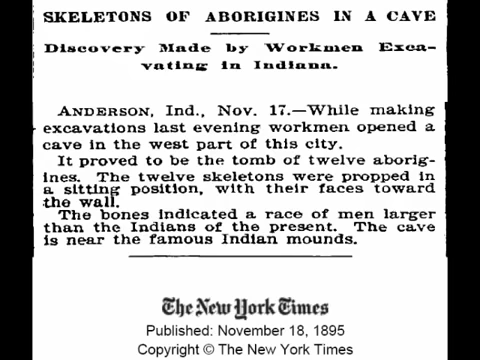 SKELETONS OF ABORIGINES IN A CAVE
Discovery Made by Workmen Exca-
vating in Indiana.
ANDERSON, Ind., Nov. 17.—While making
excavations last evening workmen opened a
cave in the west part of this city.
It proved to be the tomb of twelve aborig-
ines. The twelve skeletons were propped in
a sitting position, with their faces toward
the wall.
The bones indicated a race of men larger
than the Indians of the present. The cave
is near the famous Indian mounds.
The New York Times
Published: November 18, 1895
Copyright © The New York Times